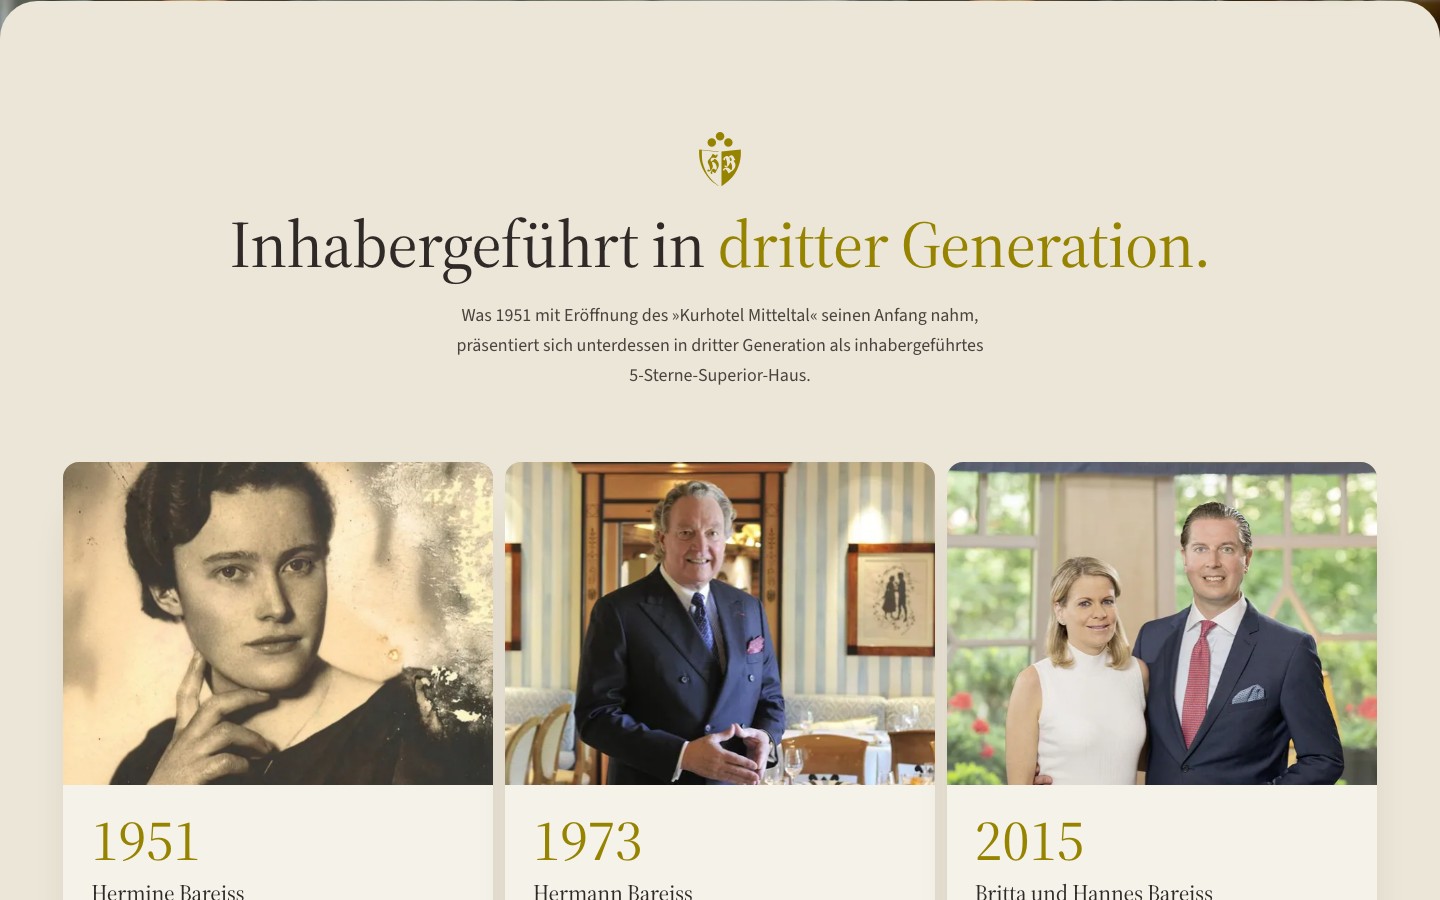 HB
Inhabergeführt in dritter Generation.
Was 1951 mit Eröffnung des »Kurhotel Mitteltal« seinen Anfang nahm,
präsentiert sich unterdessen in dritter Generation als inhabergeführtes
5-Sterne-Superior-Haus.
1951
Hermine Bareiss
1973
Hermann Bareiss
2015
Britta und Hannes Bareiss